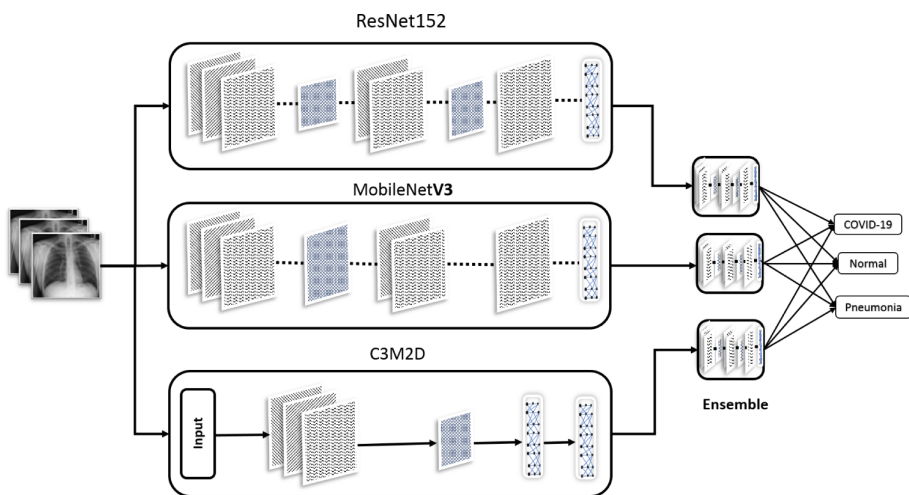 ResNet152
MobileNetV3
COVID-19
Normal
Pneumonia
C3M2D
Input
Ensemble